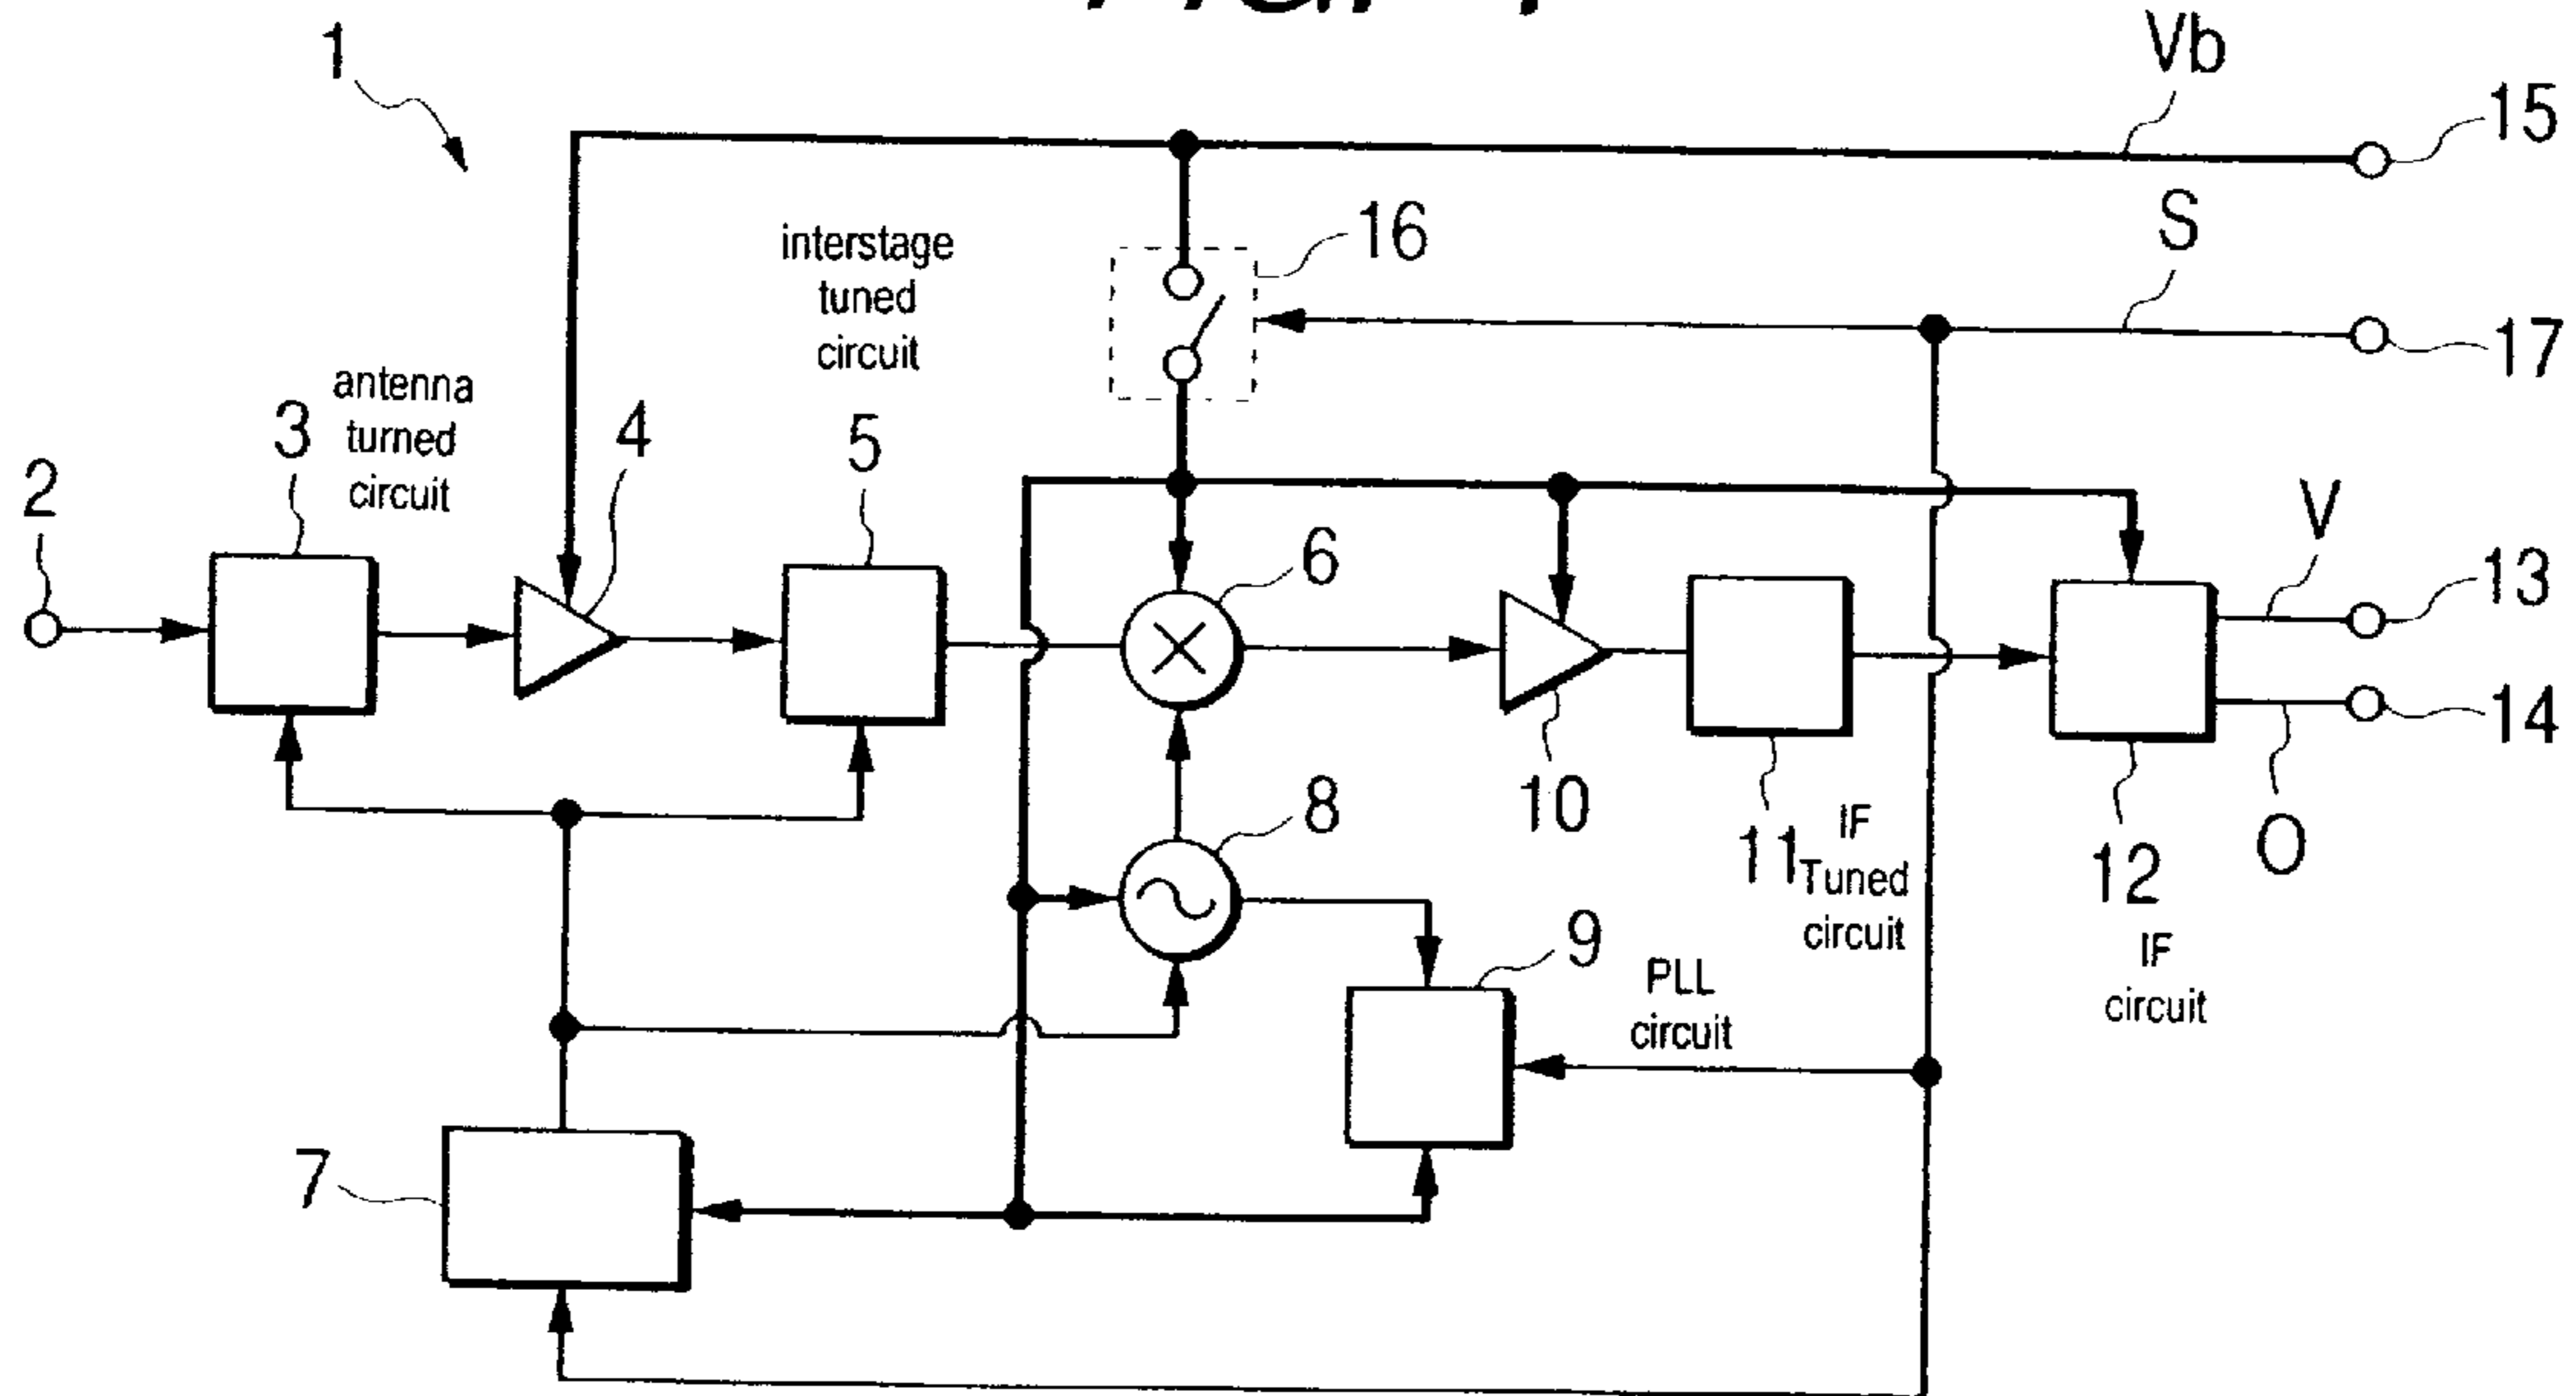 1
Vb
15
S
17
16
interstage
tuned
circuit
antenna
turned
circuit
3
4
5
2
6
V
13
14
O
10
11
IF
Tuned
circuit
12
IF
circuit
8
9
PLL
circuit
7